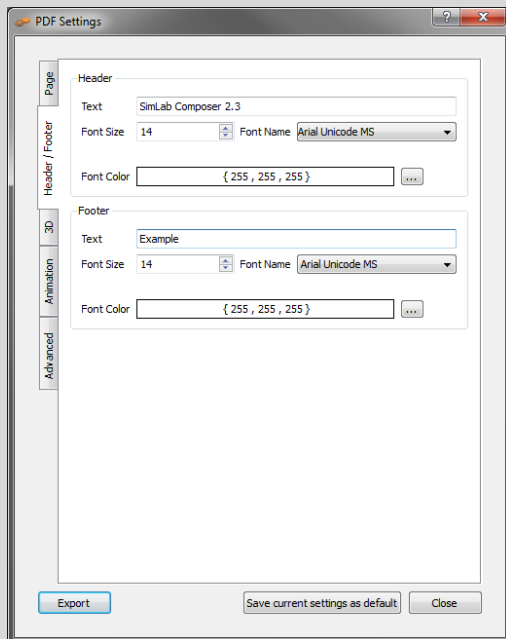 PDF Settings
?
X
Page
Header / Footer
3D
Animation
Advanced
Header
Text SimLab Composer 2.3
Font Size 14 Font Name Arial Unicode MS
Font Color { 255 , 255 , 255 } ...
Footer
Text Example
Font Size 14 Font Name Arial Unicode MS
Font Color { 255 , 255 , 255 } ...
Export Save current settings as default Close